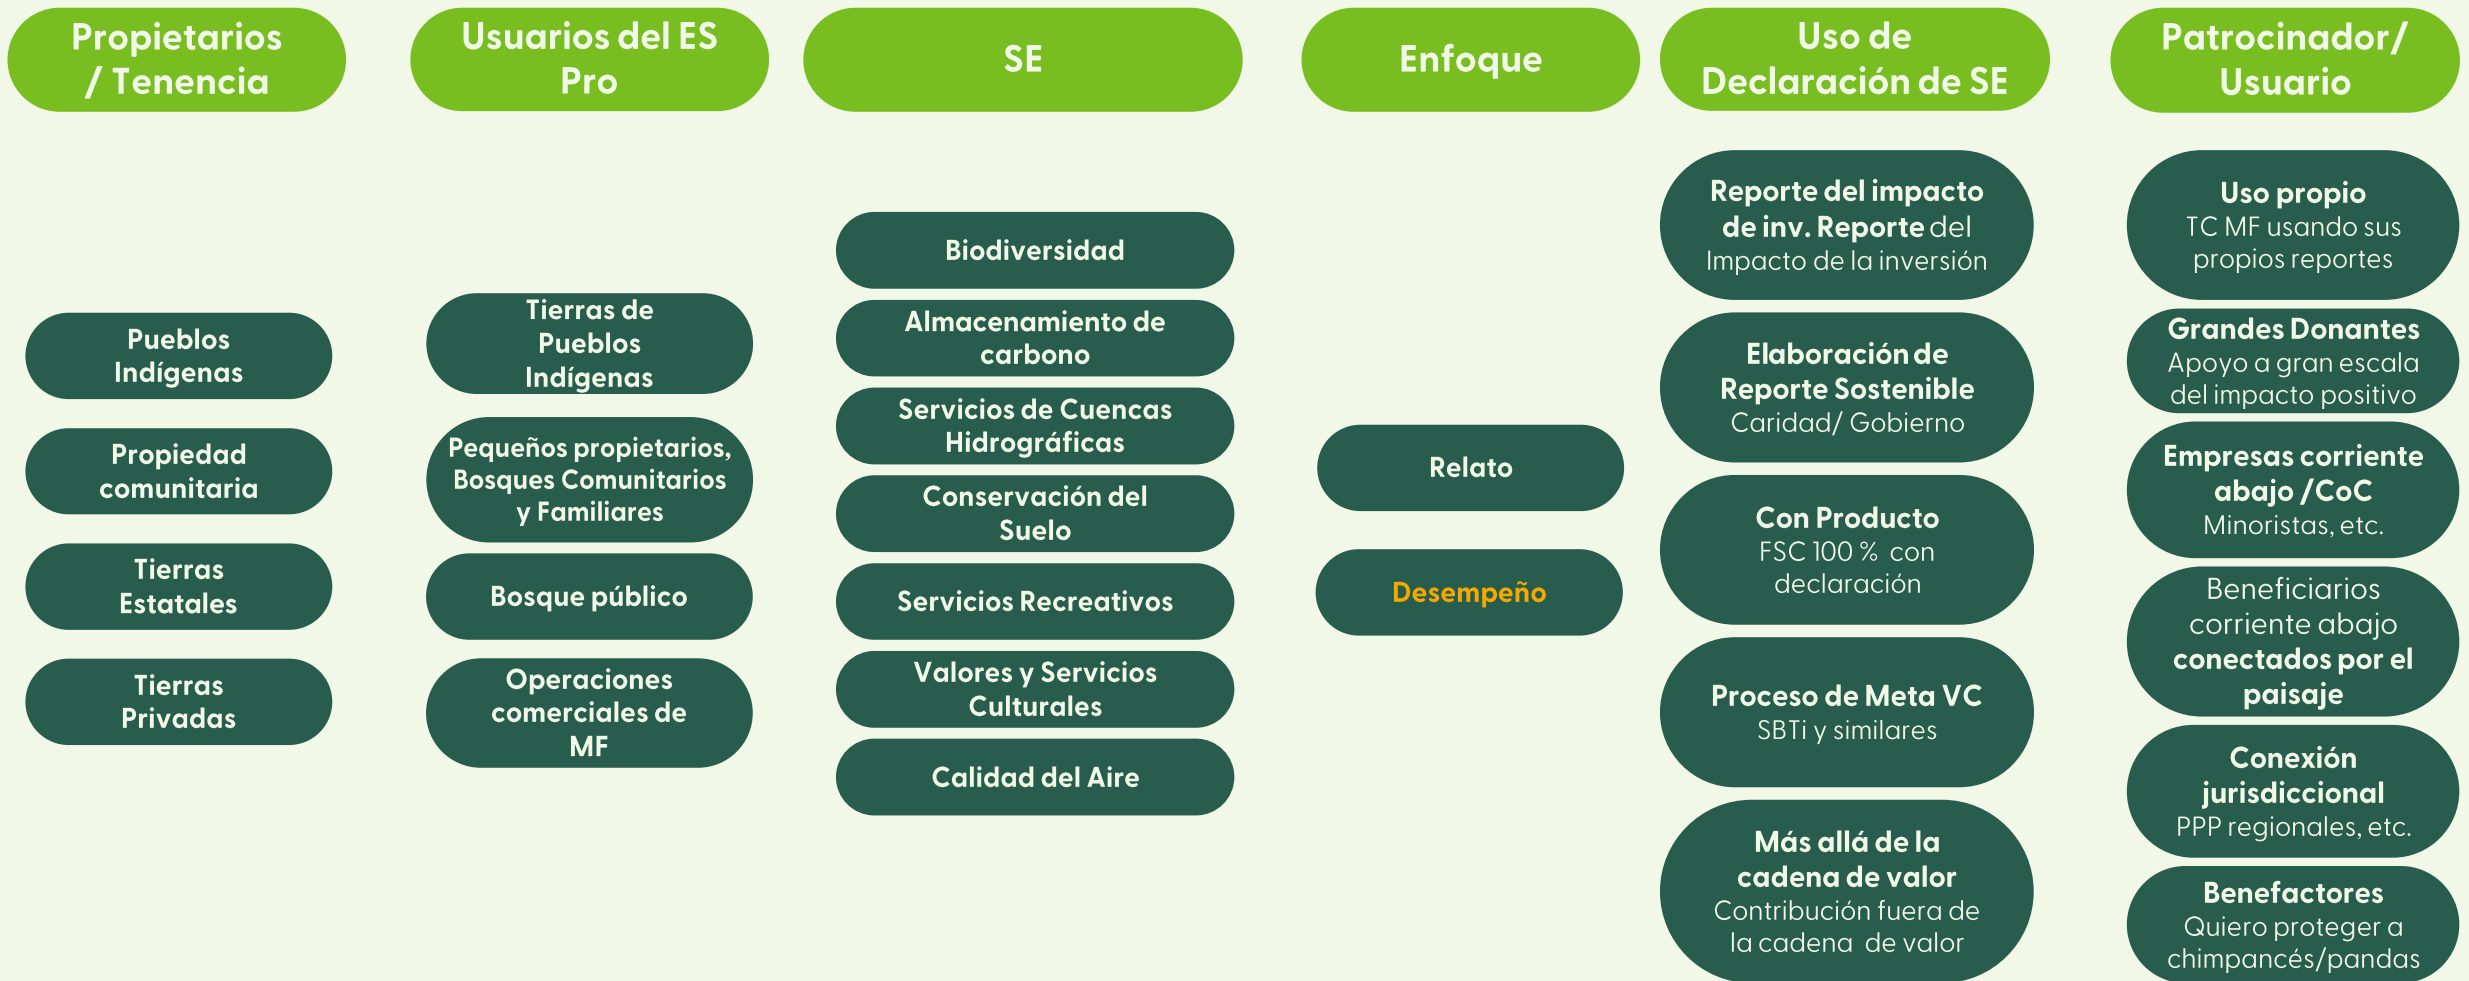 Propietarios
/ Tenencia
Pueblos
Indígenas
Propiedad
comunitaria
Tierras
Estatales
Tierras
Privadas
Usuarios del ES
Pro
Tierras de
Pueblos
Indígenas
Pequeños propietarios,
Bosques Comunitarios
y Familiares
Bosque público
Operaciones
comerciales de
MF
SE
Biodiversidad
Almacenamiento de
carbono
Servicios de Cuencas
Hidrográficas
Conservación del
Suelo
Servicios Recreativos
Valores y Servicios
Culturales
Calidad del Aire
Enfoque
Relato
Desempeño
Uso de
Declaración de SE
Reporte del impacto
de inv. Reporte del
Impacto de la inversión
Elaboración de
Reporte Sostenible
Caridad/ Gobierno
Con Producto
FSC 100 % con
declaración
Proceso de Meta VC
SBTi y similares
Más allá de la
cadena de valor
Contribución fuera de
la cadena de valor
Patrocinador/
Usuario
Uso propio
TC MF usando sus
propios reportes
Grandes Donantes
Apoyo a gran escala
del impacto positivo
Empresas corriente
abajo /CoC
Minoristas, etc.
Beneficiarios
corriente abajo
conectados por el
paisaje
Conexión
jurisdiccional
PPP regionales, etc.
Benefactores
Quiero proteger a
chimpancés/pandas